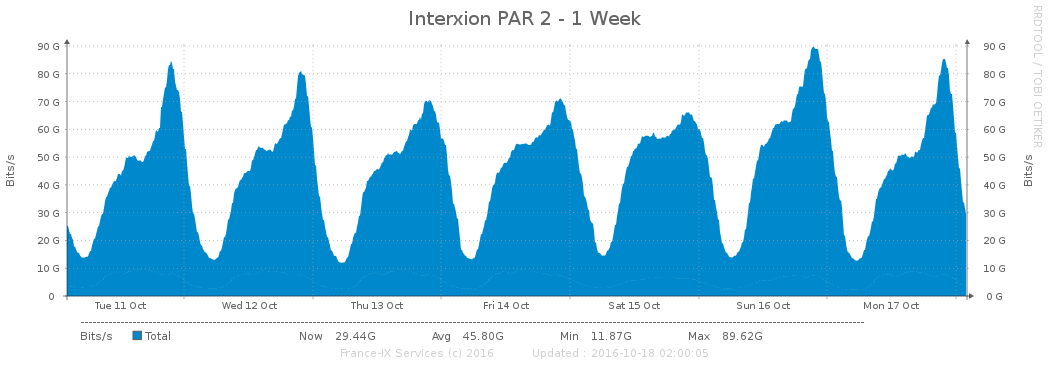 Interxion PAR 2 - 1 Week
RRDTOOL / TOBI OETIKER
Bits/s
90 G 90 G
80 G 80 G
70 G 70 G
60 G 60 G
50 G 50 G
40 G 40 G
30 G 30 G
20 G 20 G
10 G 10 G
0 0 G
Bits/s
Tue 11 Oct Wed 12 Oct Thu 13 Oct Fri 14 Oct Sat 15 Oct Sun 16 Oct Mon 17 Oct
Bits/s Total Now 29.44G Avg 45.80G Min 11.87G Max 89.62G
France-IX Services (c) 2016 Updated : 2016-10-18 02:00:05